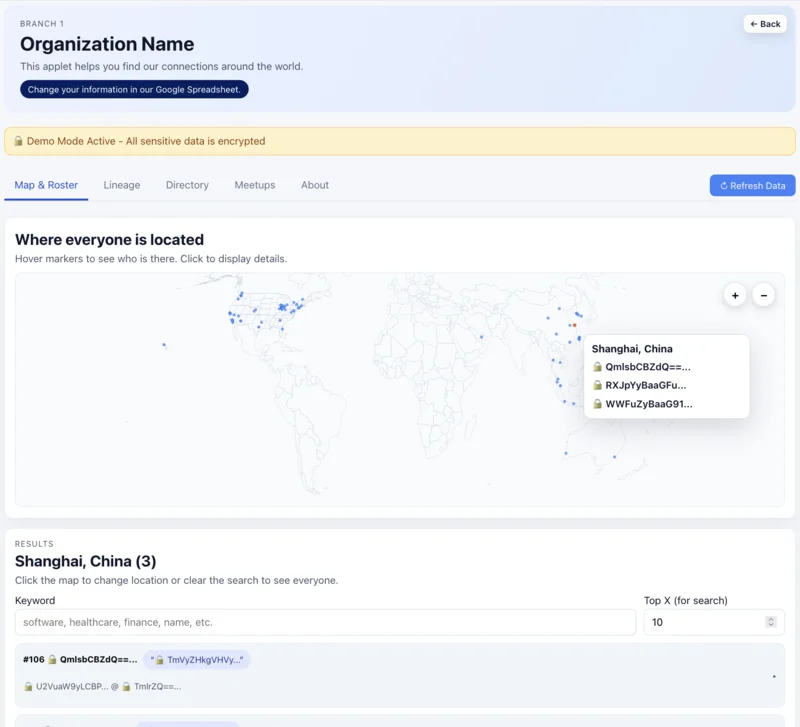 BRANCH 1
← Back
Organization Name
This applet helps you find our connections around the world.
Change your information in our Google Spreadsheet.
🔒 Demo Mode Active - All sensitive data is encrypted
Map & Roster Lineage Directory Meetups About
↻ Refresh Data
Where everyone is located
Hover markers to see who is there. Click to display details.
+ −
Shanghai, China
🔒 QmlsbCBZdQ==...
🔒 RXJpYyBaaGFu...
🔒 WWFuZyBaaG91...
RESULTS
Shanghai, China (3)
Click the map to change location or clear the search to see everyone.
Keyword Top X (for search)
software, healthcare, finance, name, etc. 10
#106 🔒 QmlsbCBZdQ==... "🔒 TmVyZHkgVHVy..."
🔒 U2VuaW9yLCBP... @ 🔒 TmlrZQ==...